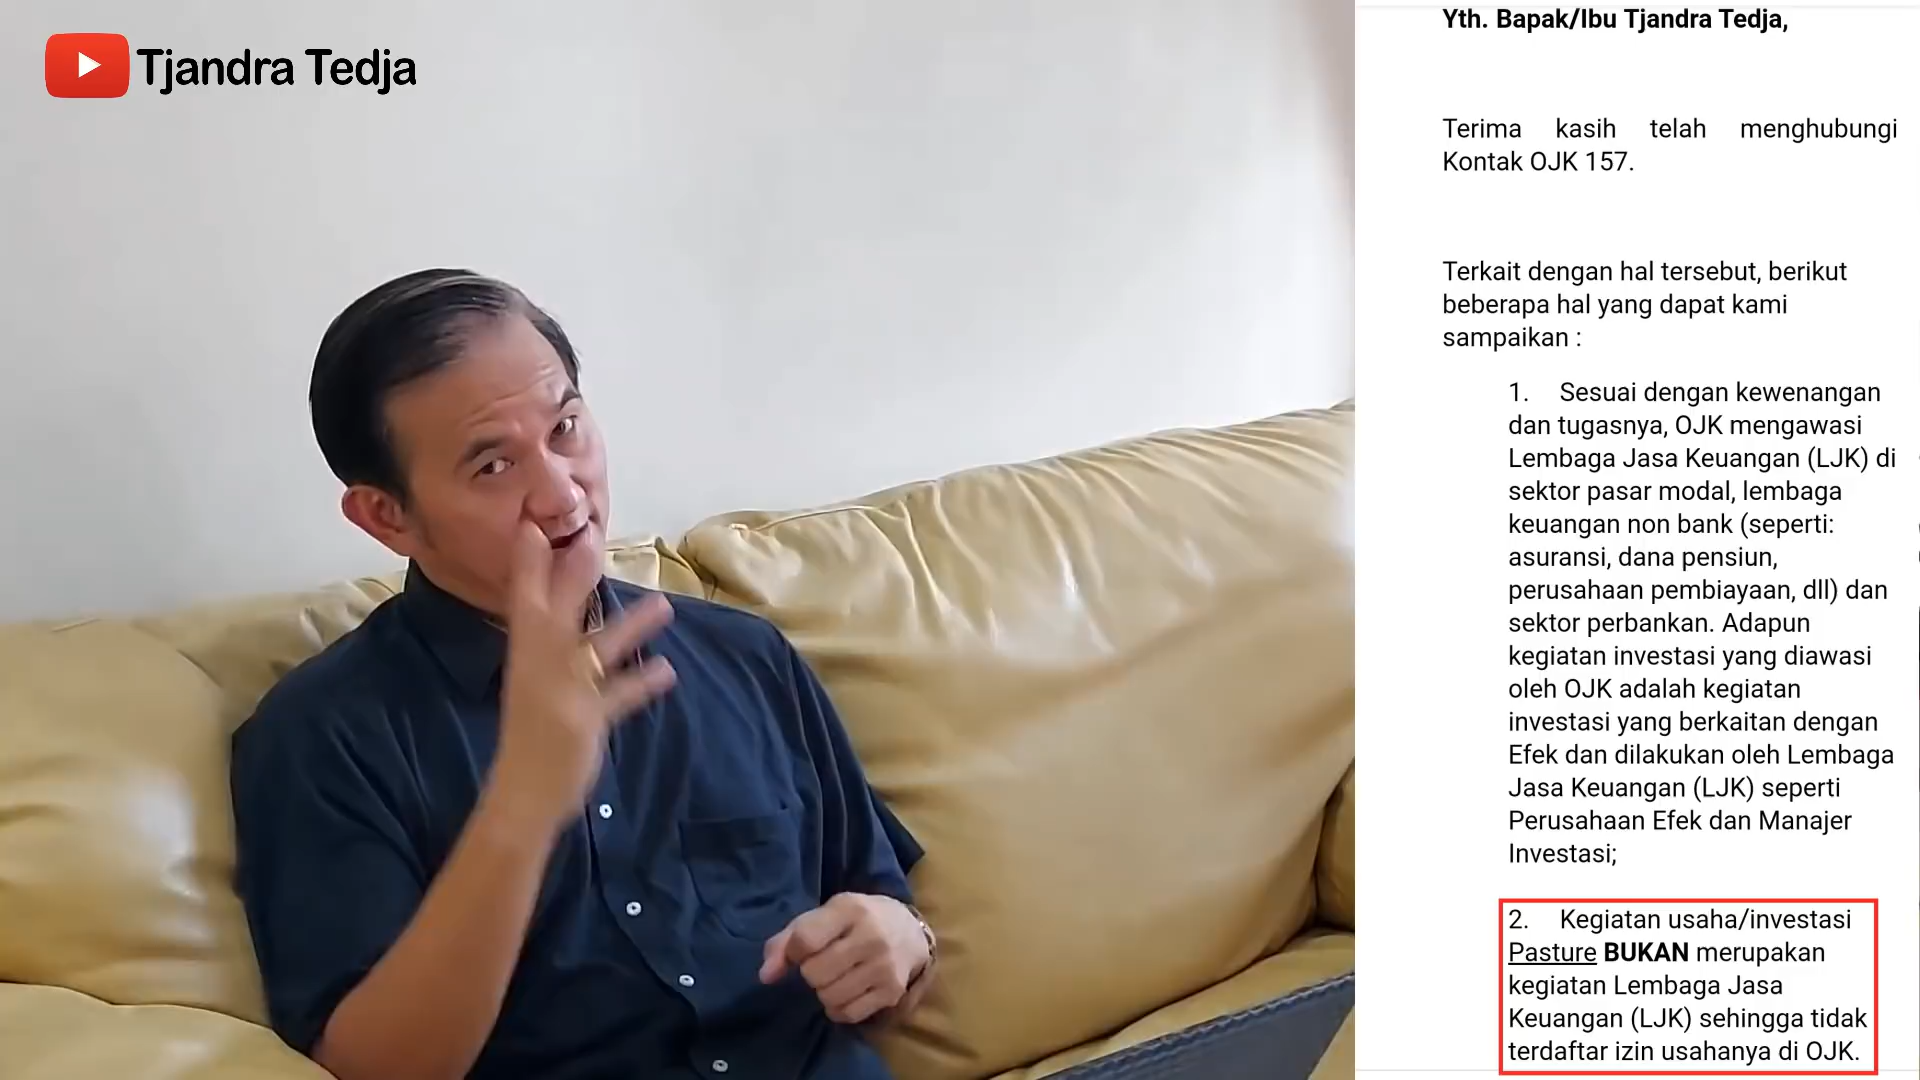 Tjandra Tedja
Yth. Bapak/Ibu Tjandra Tedja,
Terima kasih telah menghubungi
Kontak OJK 157.
Terkait dengan hal tersebut, berikut
beberapa hal yang dapat kami
sampaikan :
1. Sesuai dengan kewenangan
dan tugasnya, OJK mengawasi
Lembaga Jasa Keuangan (LJK) di
sektor pasar modal, lembaga
keuangan non bank (seperti:
asuransi, dana pensiun,
perusahaan pembiayaan, dll) dan
sektor perbankan. Adapun
kegiatan investasi yang diawasi
oleh OJK adalah kegiatan
investasi yang berkaitan dengan
Efek dan dilakukan oleh Lembaga
Jasa Keuangan (LJK) seperti
Perusahaan Efek dan Manajer
Investasi;
2. Kegiatan usaha/investasi
Pasture BUKAN merupakan
kegiatan Lembaga Jasa
Keuangan (LJK) sehingga tidak
terdaftar izin usahanya di OJK.